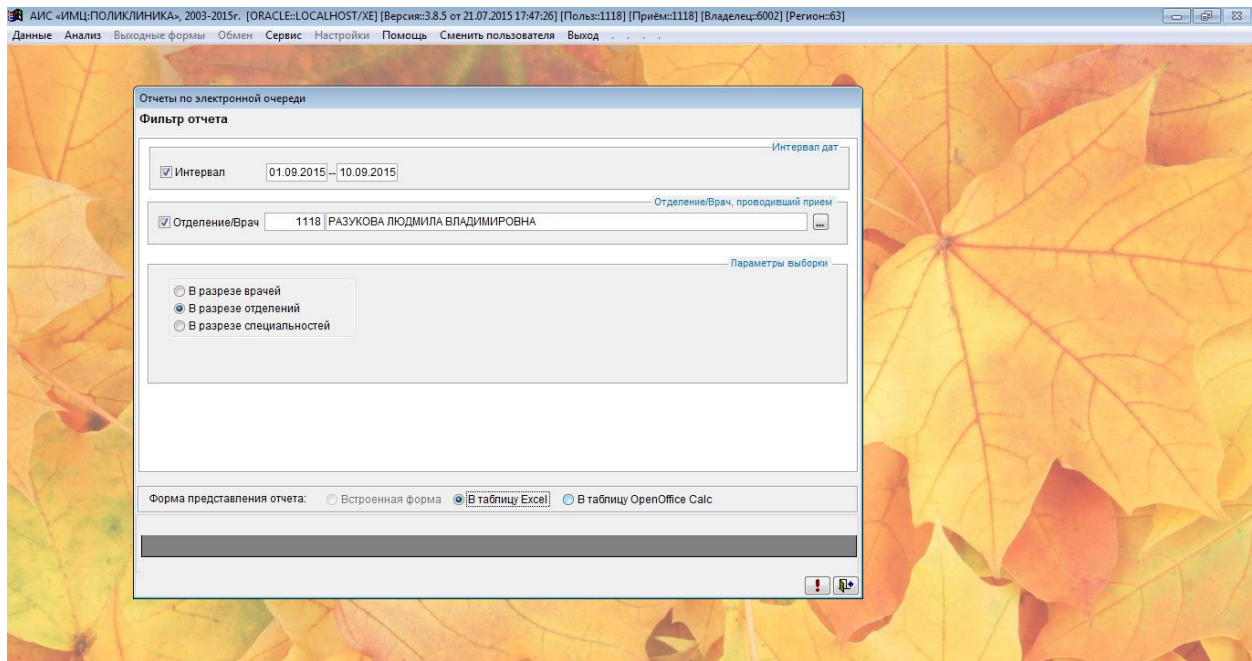 АИС «ИМЦ:ПОЛИКЛИНИКА», 2003-2015г. [ORACLE::LOCALHOST/XE] [Версия::3.8.5 от 21.07.2015 17:47:26] [Польз::1118] [Приём::1118] [Владелец::6002] [Регион::63]
Данные Анализ Выходные формы Обмен Сервис Настройки Помощь Сменить пользователя Выход . . . .
Отчеты по электронной очереди
Фильтр отчета
Интервал дат
Интервал 01.09.2015 -- 10.09.2015
Отделение/Врач, проводивший прием
Отделение/Врач 1118 РАЗУКОВА ЛЮДМИЛА ВЛАДИМИРОВНА ...
Параметры выборки
В разрезе врачей
В разрезе отделений
В разрезе специальностей
Форма представления отчета: Встроенная форма В таблицу Excel В таблицу OpenOffice Calc